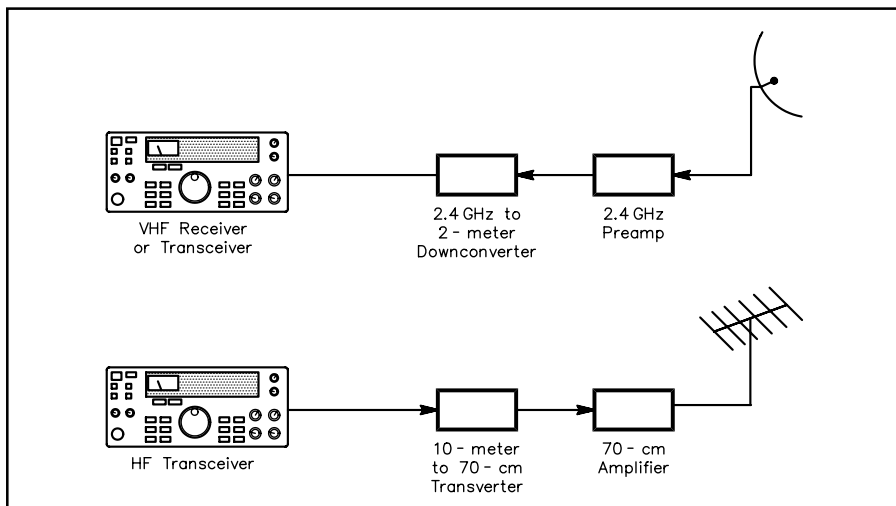 VHF Receiver
or Transceiver
2.4 GHz to
2 - meter
Downconverter
2.4 GHz
Preamp
HF Transceiver
10 - meter
to 70 - cm
Transverter
70 - cm
Amplifier